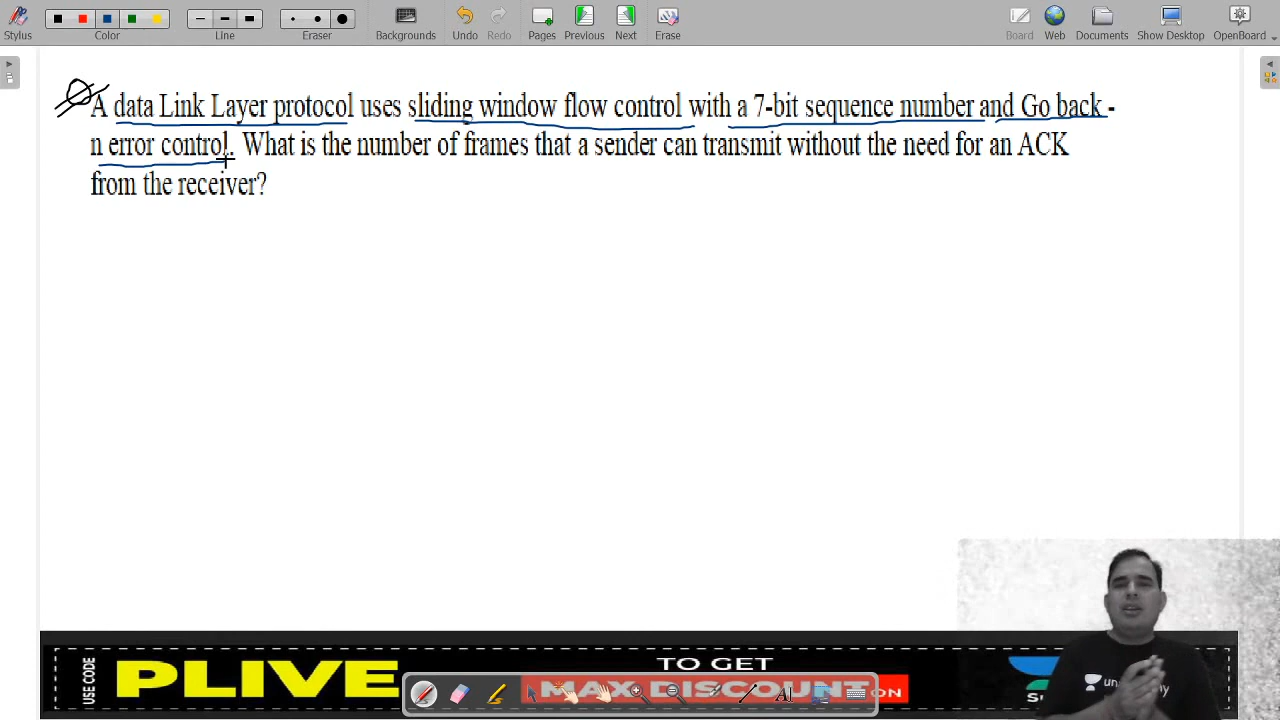 Stylus
Color
Line
Eraser
Backgrounds
Undo
Redo
Pages
Previous
Next
Erase
Board
Web
Documents
Show Desktop
OpenBoard
A data Link Layer protocol uses sliding window flow control with a 7-bit sequence number and Go back -
n error control. What is the number of frames that a sender can transmit without the need for an ACK
from the receiver?
USE CODE
PLIVE
TO GET
MAX DISCOUNT
ON